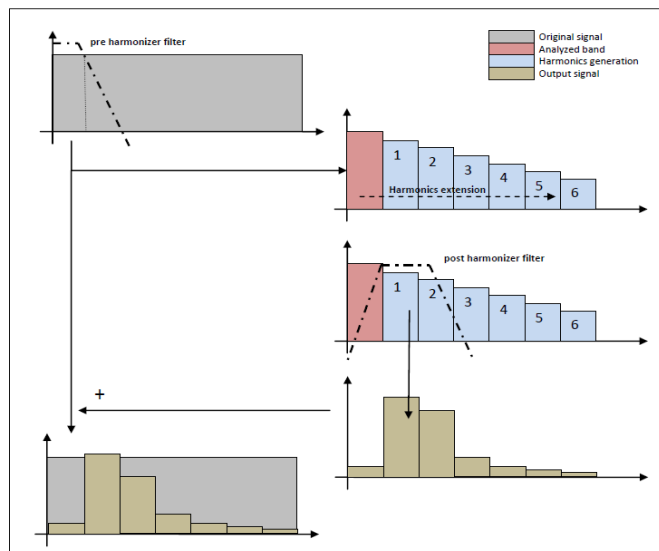 pre harmonizer filter
Original signal
Analyzed band
Harmonics generation
Output signal
1
2
3
4
5
6
Harmonics extension
post harmonizer filter
1
2
3
4
5
6
+